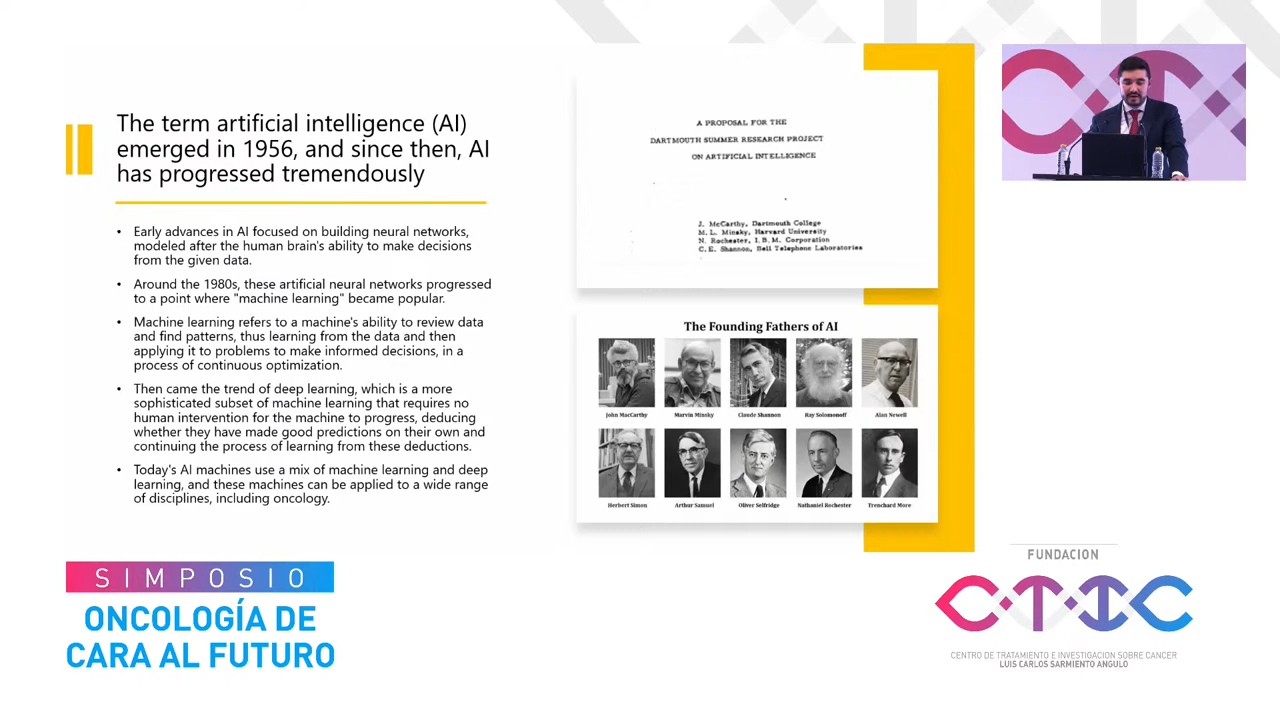 The term artificial intelligence (AI)
emerged in 1956, and since then, AI
has progressed tremendously
• Early advances in AI focused on building neural networks,
modeled after the human brain's ability to make decisions
from the given data.
• Around the 1980s, these artificial neural networks progressed
to a point where "machine learning" became popular.
• Machine learning refers to a machine's ability to review data
and find patterns, thus learning from the data and then
applying it to problems to make informed decisions, in a
process of continuous optimization.
• Then came the trend of deep learning, which is a more
sophisticated subset of machine learning that requires no
human intervention for the machine to progress, deducing
whether they have made good predictions on their own and
continuing the process of learning from these deductions.
• Today's AI machines use a mix of machine learning and deep
learning, and these machines can be applied to a wide range
of disciplines, including oncology.
A PROPOSAL FOR THE
DARTMOUTH SUMMER RESEARCH PROJECT
ON ARTIFICIAL INTELLIGENCE
J. McCarthy, Dartmouth College
M. L. Minsky, Harvard University
N. Rochester, I.B.M. Corporation
C.E. Shannon, Bell Telephone Laboratories
The Founding Fathers of AI
John MacCarthy Marvin Minsky Claude Shannon Ray Solomonoff Alan Newell
Herbert Simon Arthur Samuel Oliver Selfridge Nathaniel Rochester Trenchard More
SIMPOSIO
ONCOLOGÍA DE
CARA AL FUTURO
FUNDACION
CTIC
CENTRO DE TRATAMIENTO E INVESTIGACION SOBRE CANCER
LUIS CARLOS SARMIENTO ANGULO